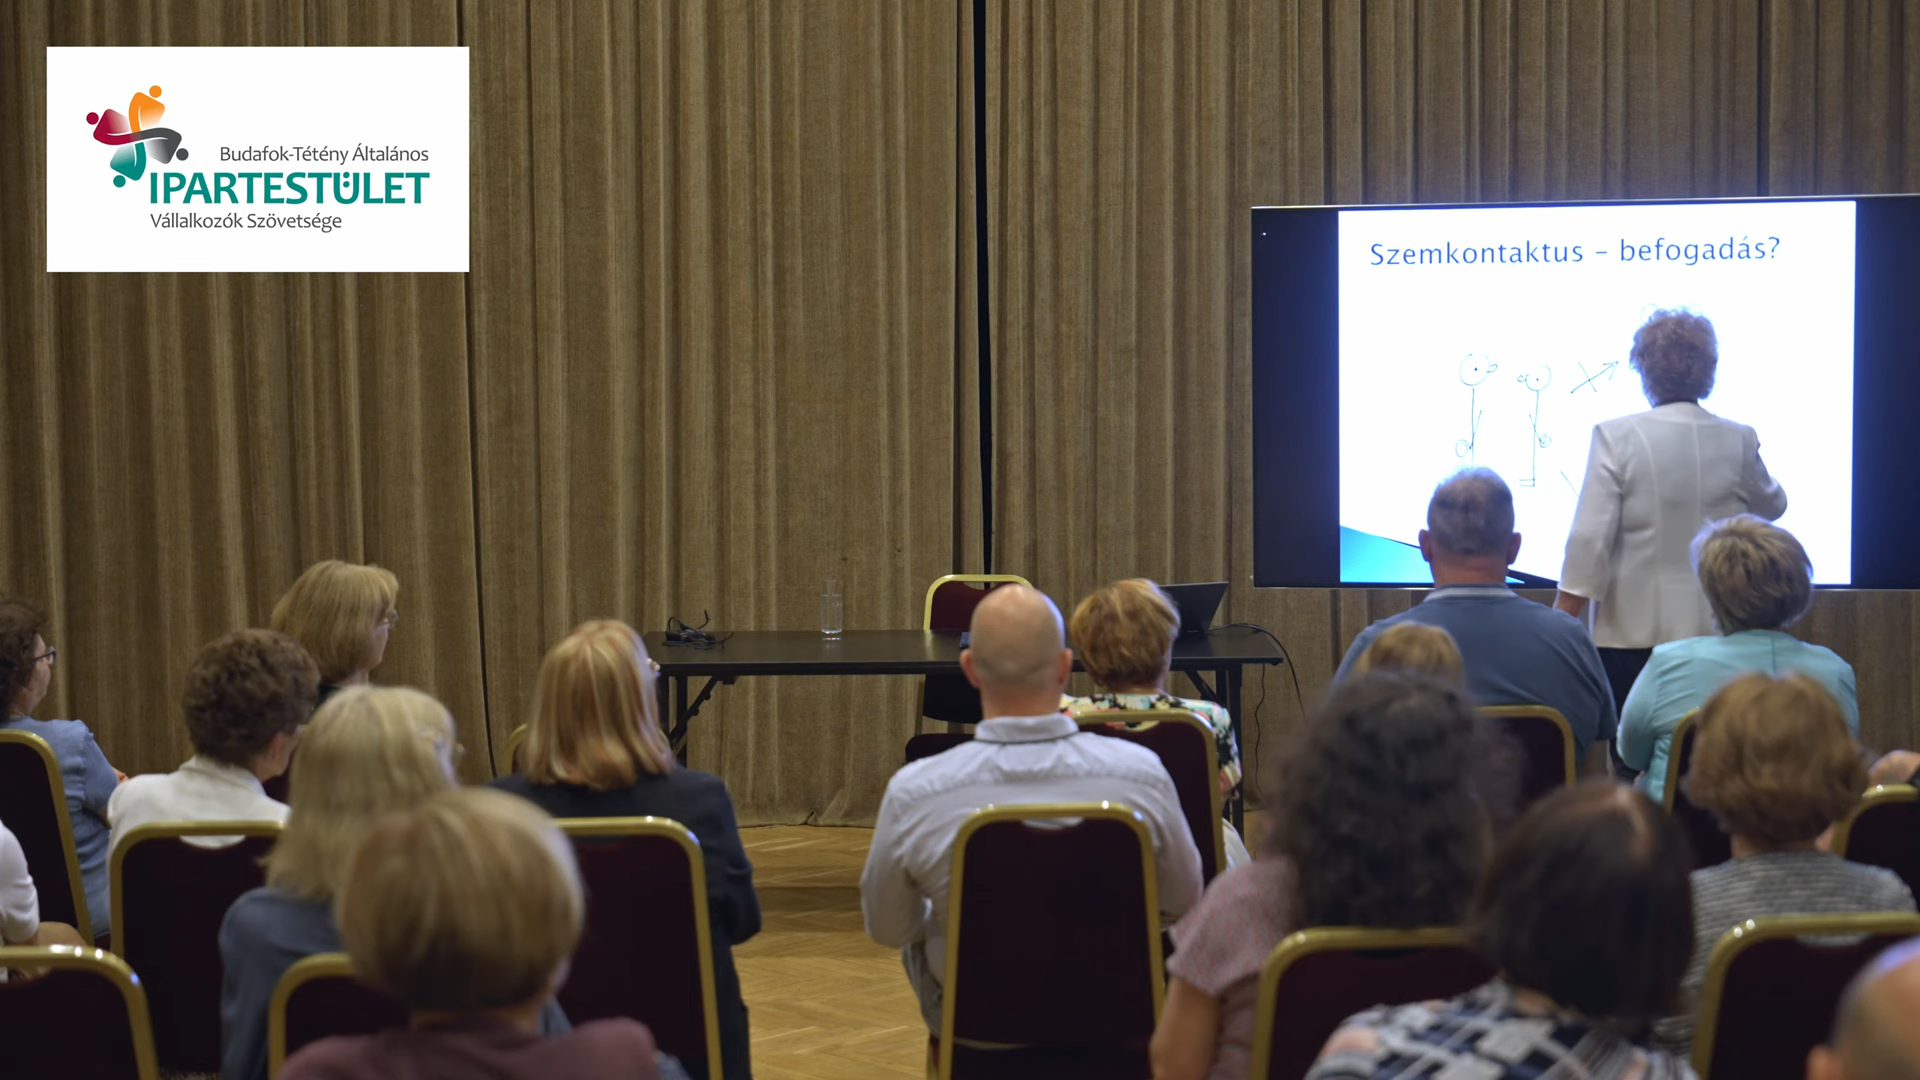 Budafok-Tétény Általános
IPARTESTÜLET
Vállalkozók Szövetsége
Szemkontaktus – befogadás?